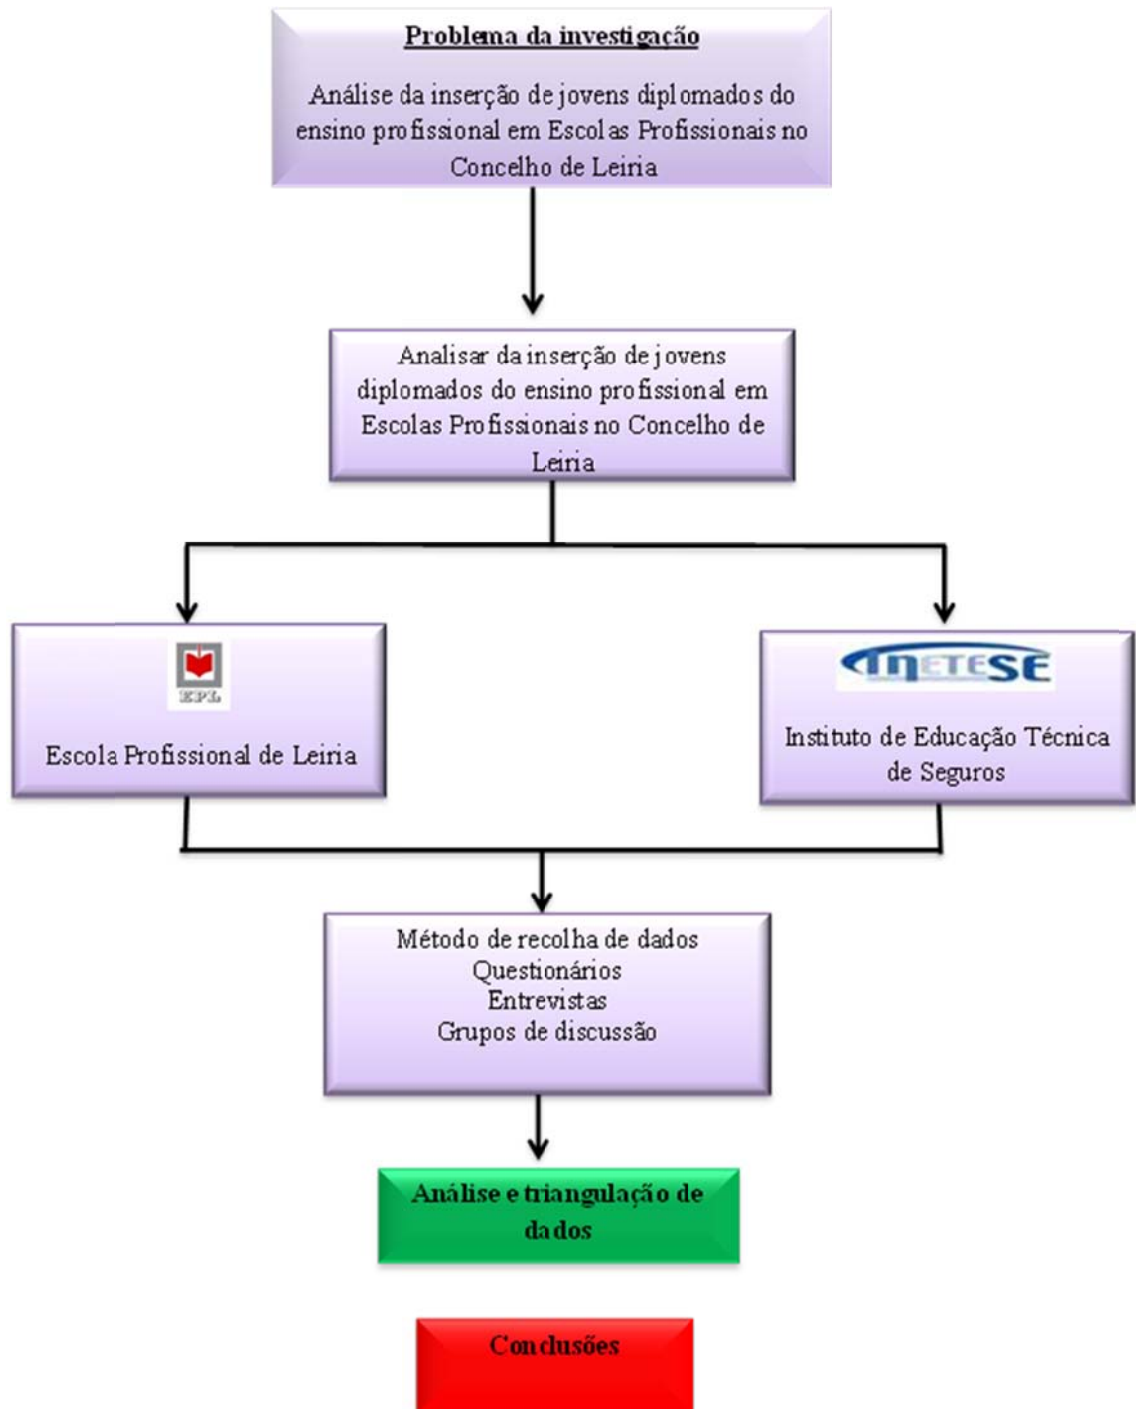 Problema da investigação
Análise da inserção de jovens diplomados do
ensino profissional em Escolas Profissionais no
Concelho de Leiria
Analisar da inserção de jovens
diplomados do ensino profissional em
Escolas Profissionais no Concelho de
Leiria
EPL
Escola Profissional de Leiria
INETESE
Instituto de Educação Técnica
de Seguros
Método de recolha de dados
Questionários
Entrevistas
Grupos de discussão
Análise e triangulação de
dados
Conclusões